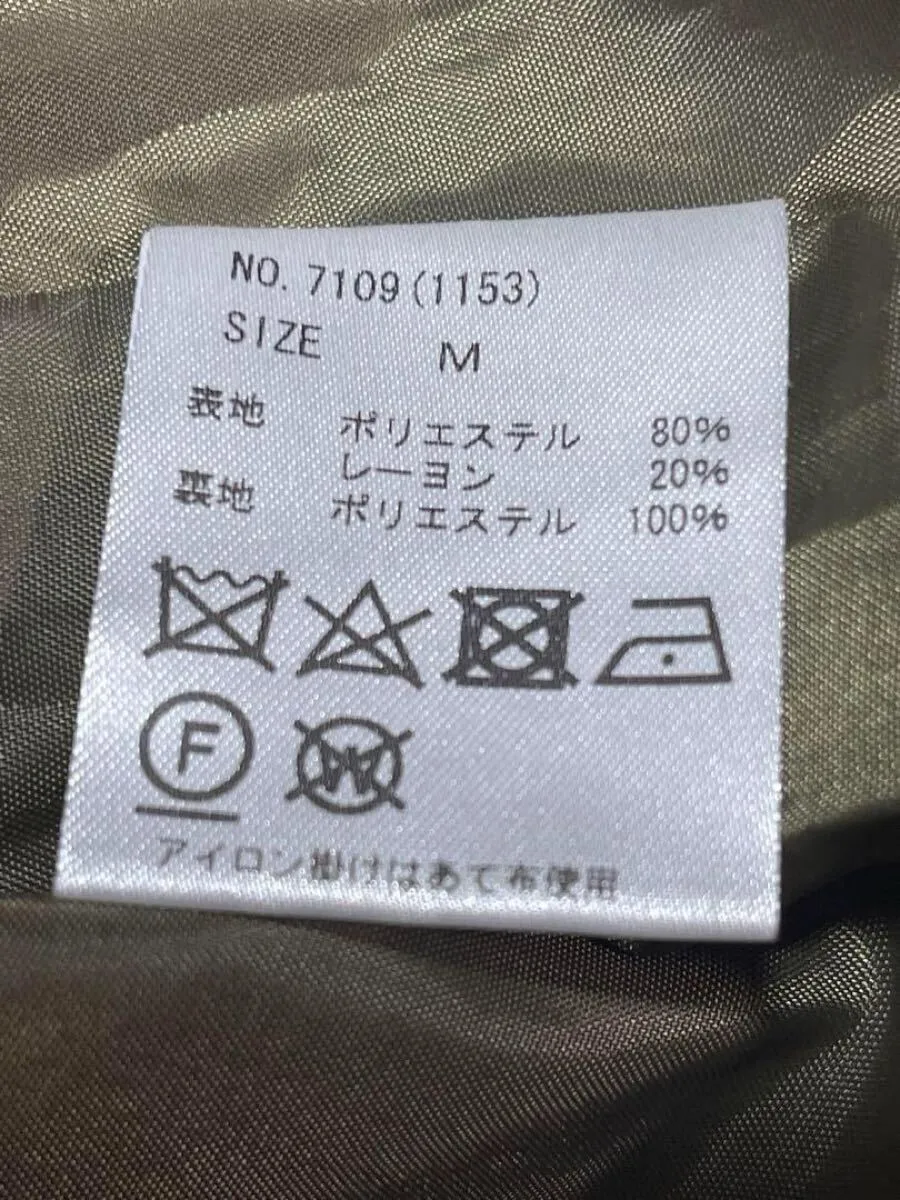 NO. 7109(1153)
SIZE M
表地 ポリエステル 80%
レーヨン 20%
裏地 ポリエステル 100%
F W
アイロン掛けはあて布使用